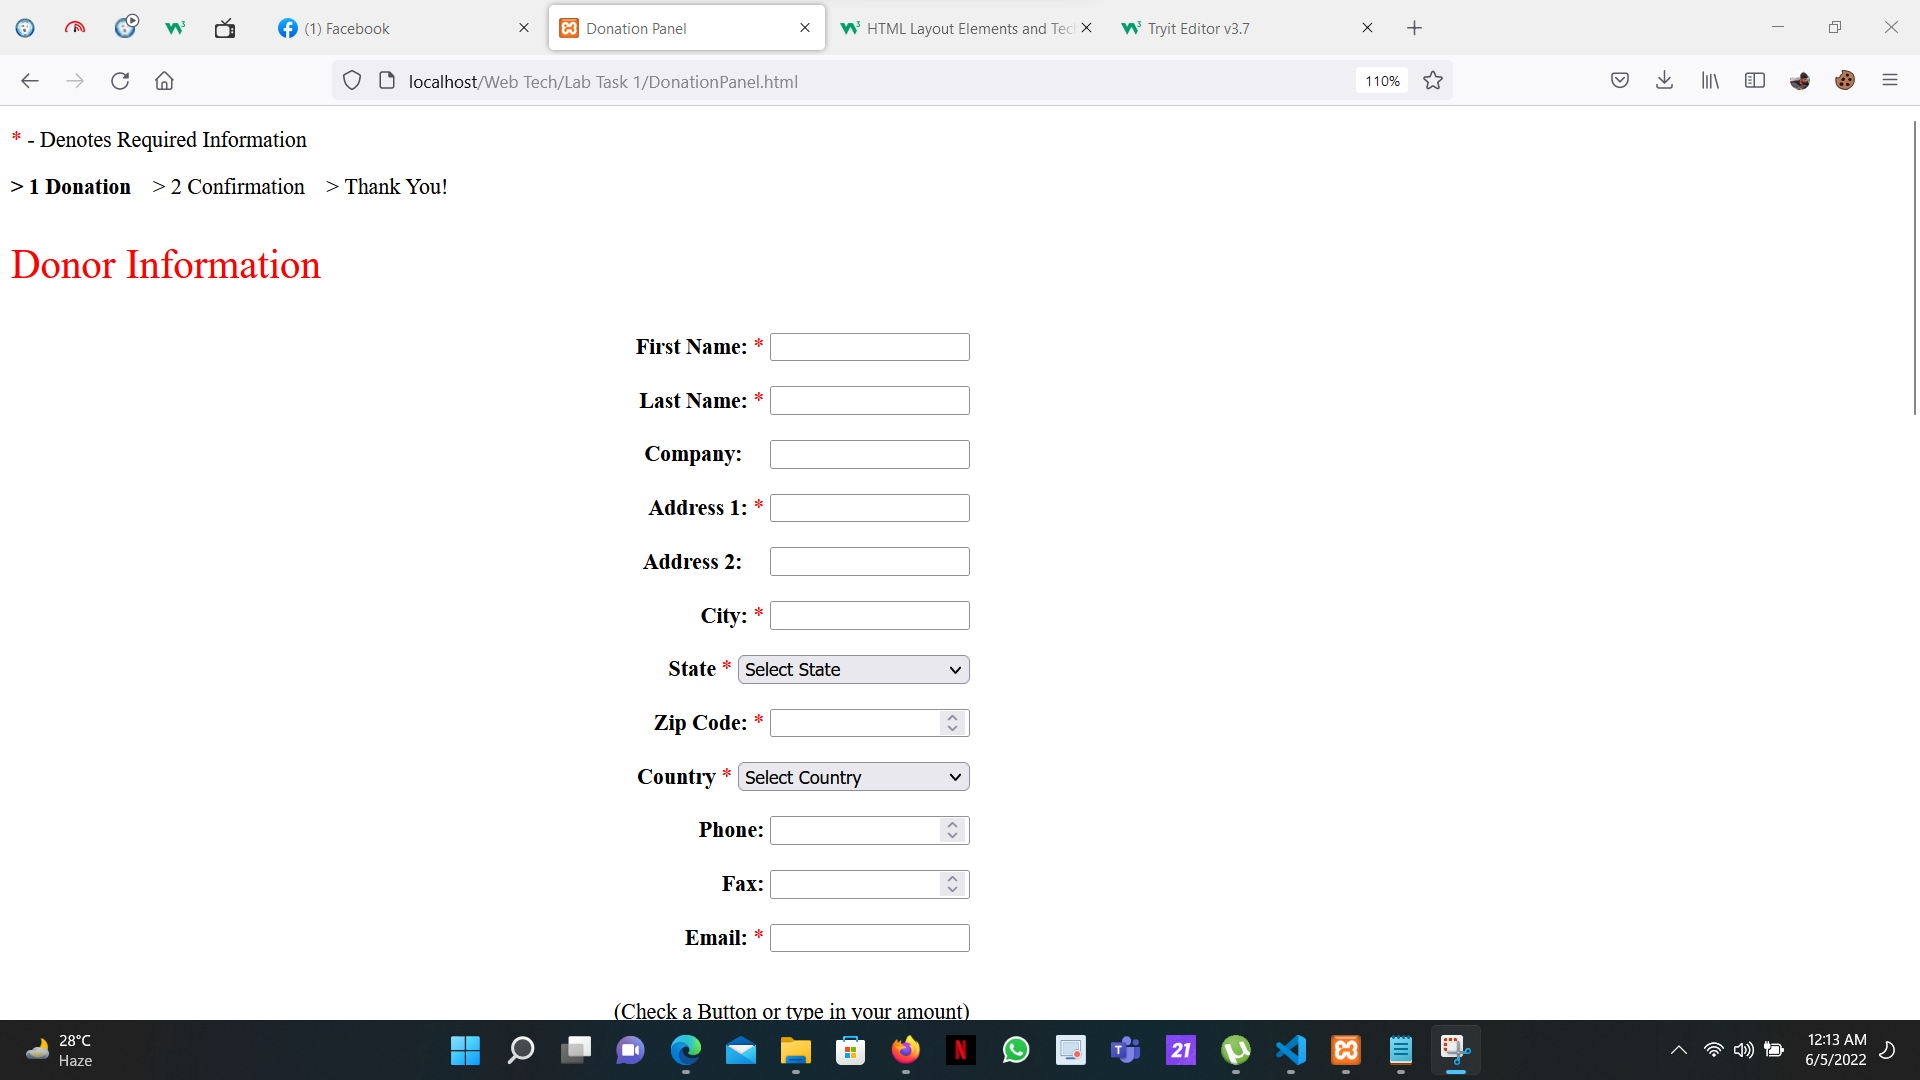 (1) Facebook
Donation Panel
HTML Layout Elements and Tec
Tryit Editor v3.7
localhost/Web Tech/Lab Task 1/DonationPanel.html
110%
* - Denotes Required Information
> 1 Donation > 2 Confirmation > Thank You!
Donor Information
First Name: *
Last Name: *
Company:
Address 1: *
Address 2:
City: *
State * Select State
Zip Code: *
Country * Select Country
Phone:
Fax:
Email: *
(Check a Button or type in your amount)
28°C
Haze
21
12:13 AM
6/5/2022